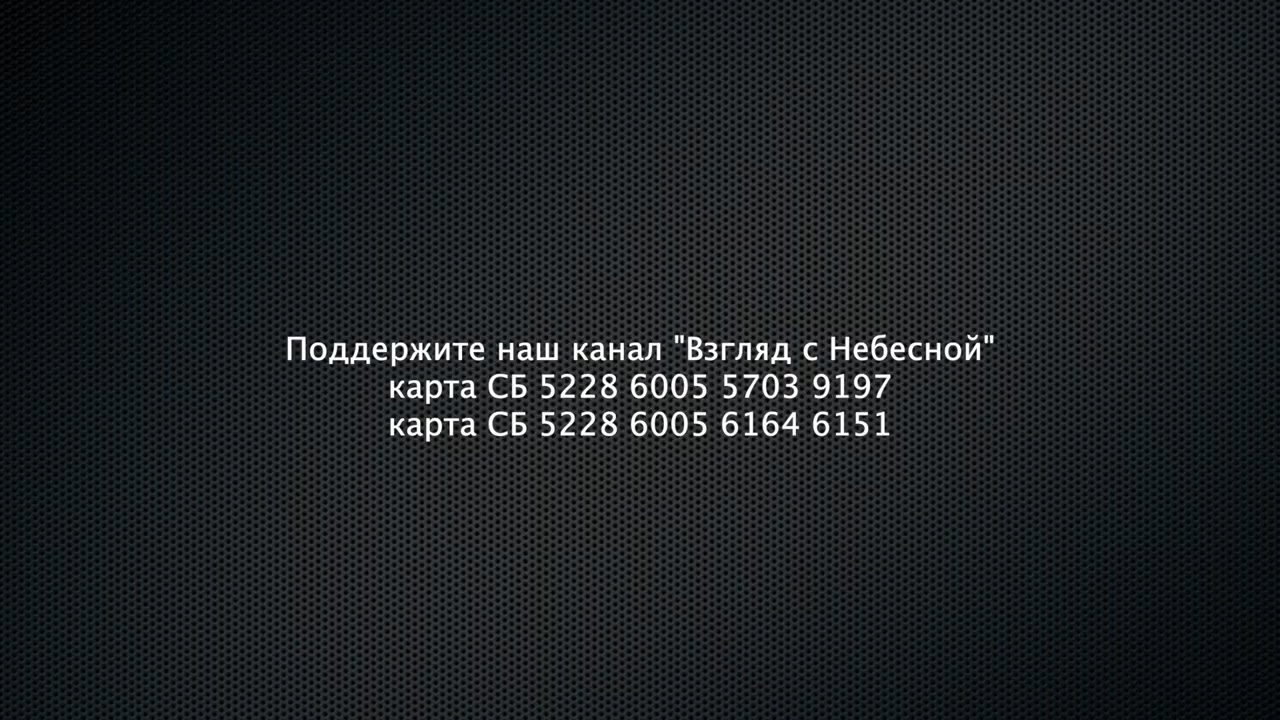 Поддержите наш канал "Взгляд с Небесной"
карта СБ 5228 6005 5703 9197
карта СБ 5228 6005 6164 6151